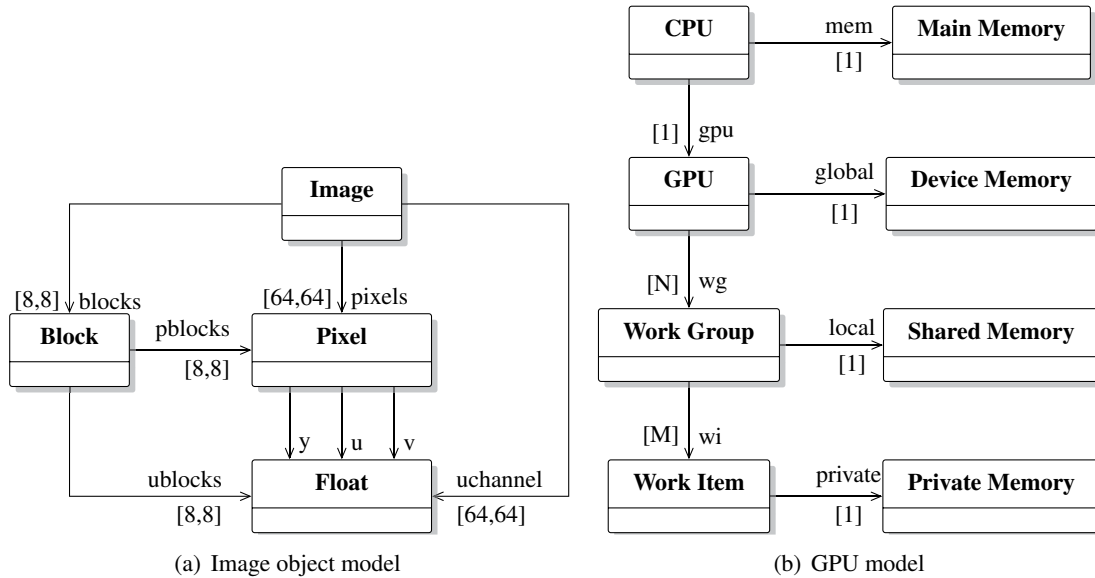 Image
[8,8] blocks
[64,64] pixels
Block
pblocks
[8,8]
Pixel
y
u
v
ublocks
[8,8]
Float
uchannel
[64,64]
(a) Image object model
CPU
mem
[1]
Main Memory
[1] gpu
GPU
global
[1]
Device Memory
[N] wg
Work Group
local
[1]
Shared Memory
[M] wi
Work Item
private
[1]
Private Memory
(b) GPU model